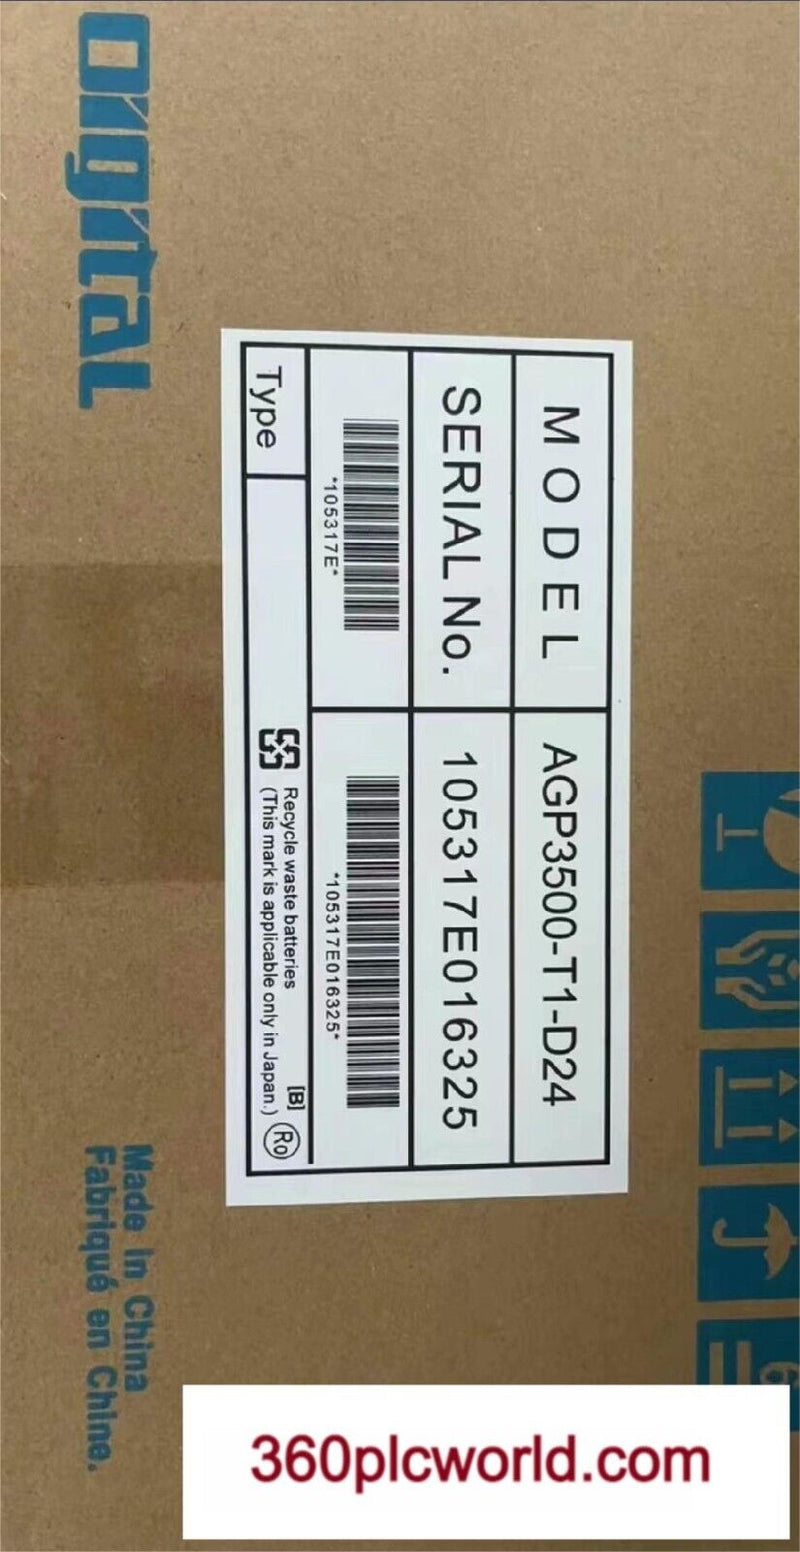 Digital
MODEL AGP3500-T1-D24
SERIAL No. 105317E016325
*105317E* *105317E016325*
Type
Recycle waste batteries
(This mark is applicable only in Japan.)
[B]
Ro
Made in China
Fabriqué en Chine.
6
360plcworld.com